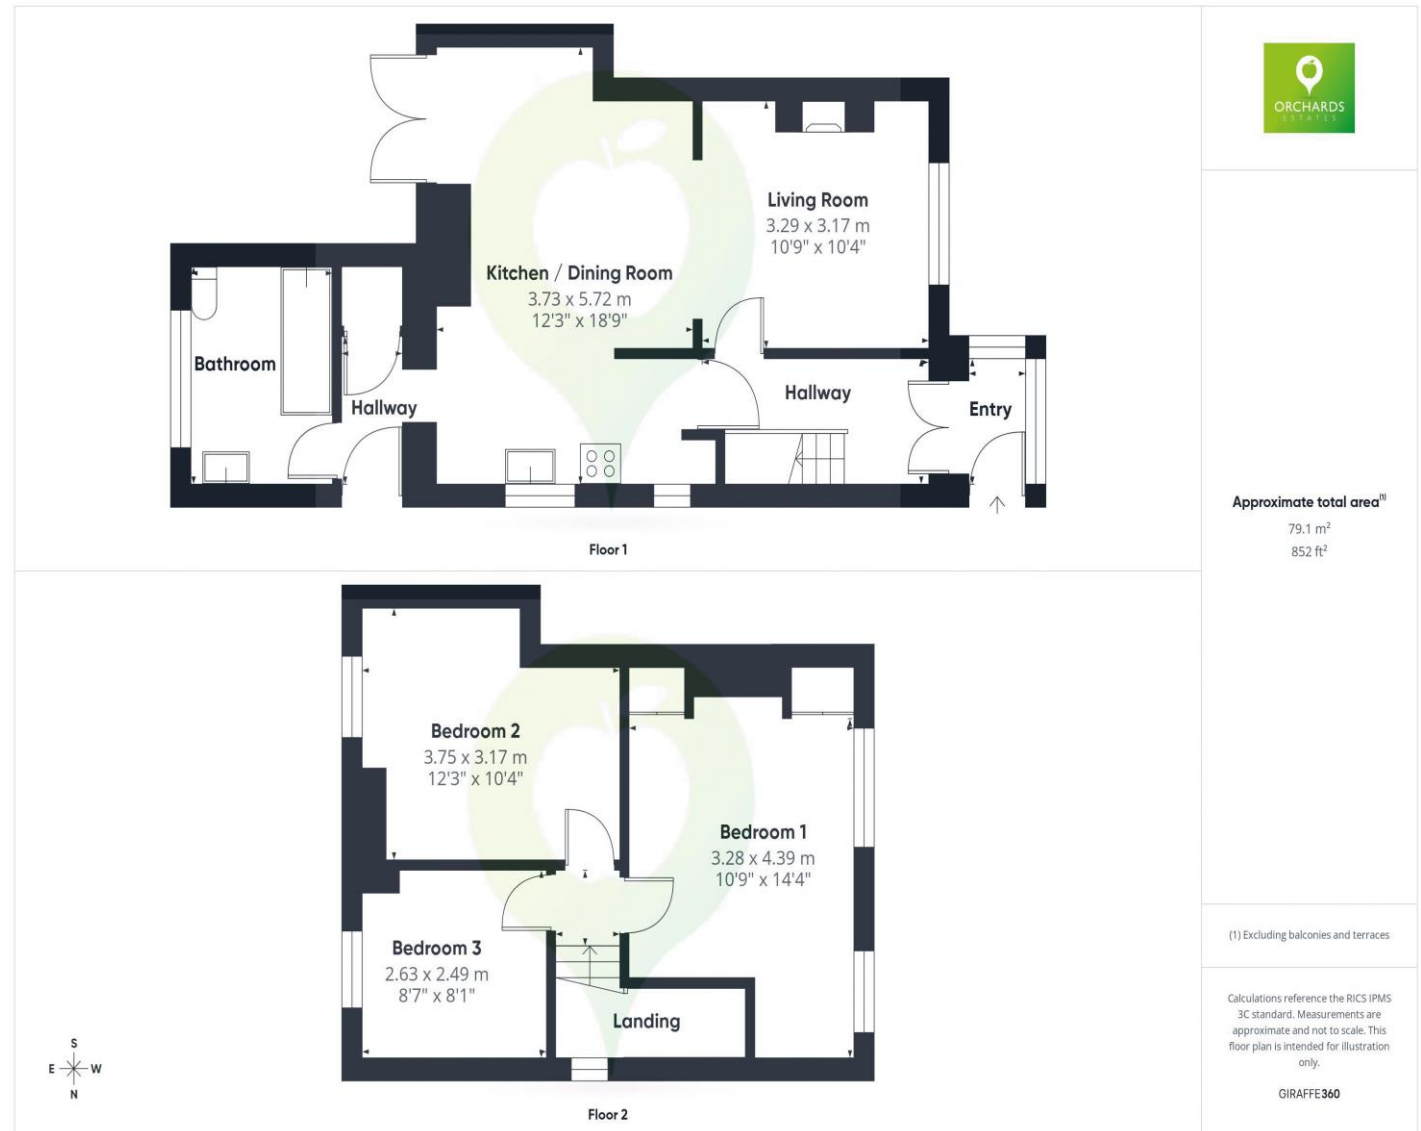 Living Room
3.29 x 3.17 m
10'9" x 10'4"
Kitchen / Dining Room
3.73 x 5.72 m
12'3" x 18'9"
Bathroom
Hallway
Hallway
Entry
Floor 1
Bedroom 2
3.75 x 3.17 m
12'3" x 10'4"
Bedroom 1
3.28 x 4.39 m
10'9" x 14'4"
Bedroom 3
2.63 x 2.49 m
8'7" x 8'1"
Landing
S
E W
N
Floor 2
ORCHARDS
ESTATES
Approximate total area(1)
79.1 m²
852 ft²
(1) Excluding balconies and terraces
Calculations reference the RICS IPMS
3C standard. Measurements are
approximate and not to scale. This
floor plan is intended for illustration
only.
GIRAFFE360